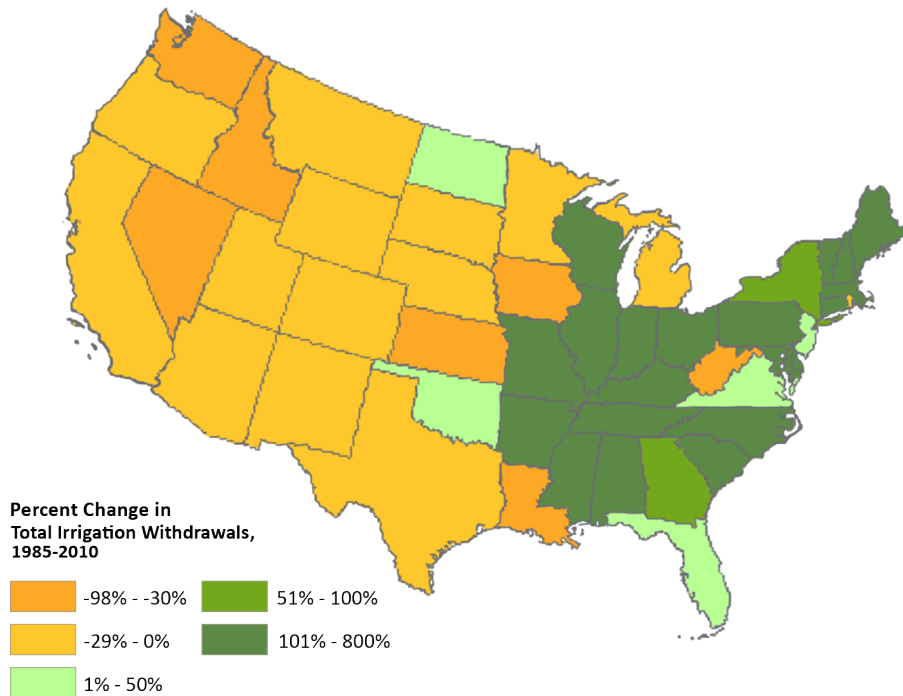 Percent Change in
Total Irrigation Withdrawals,
1985-2010
-98% - -30%
-29% - 0%
1% - 50%
51% - 100%
101% - 800%